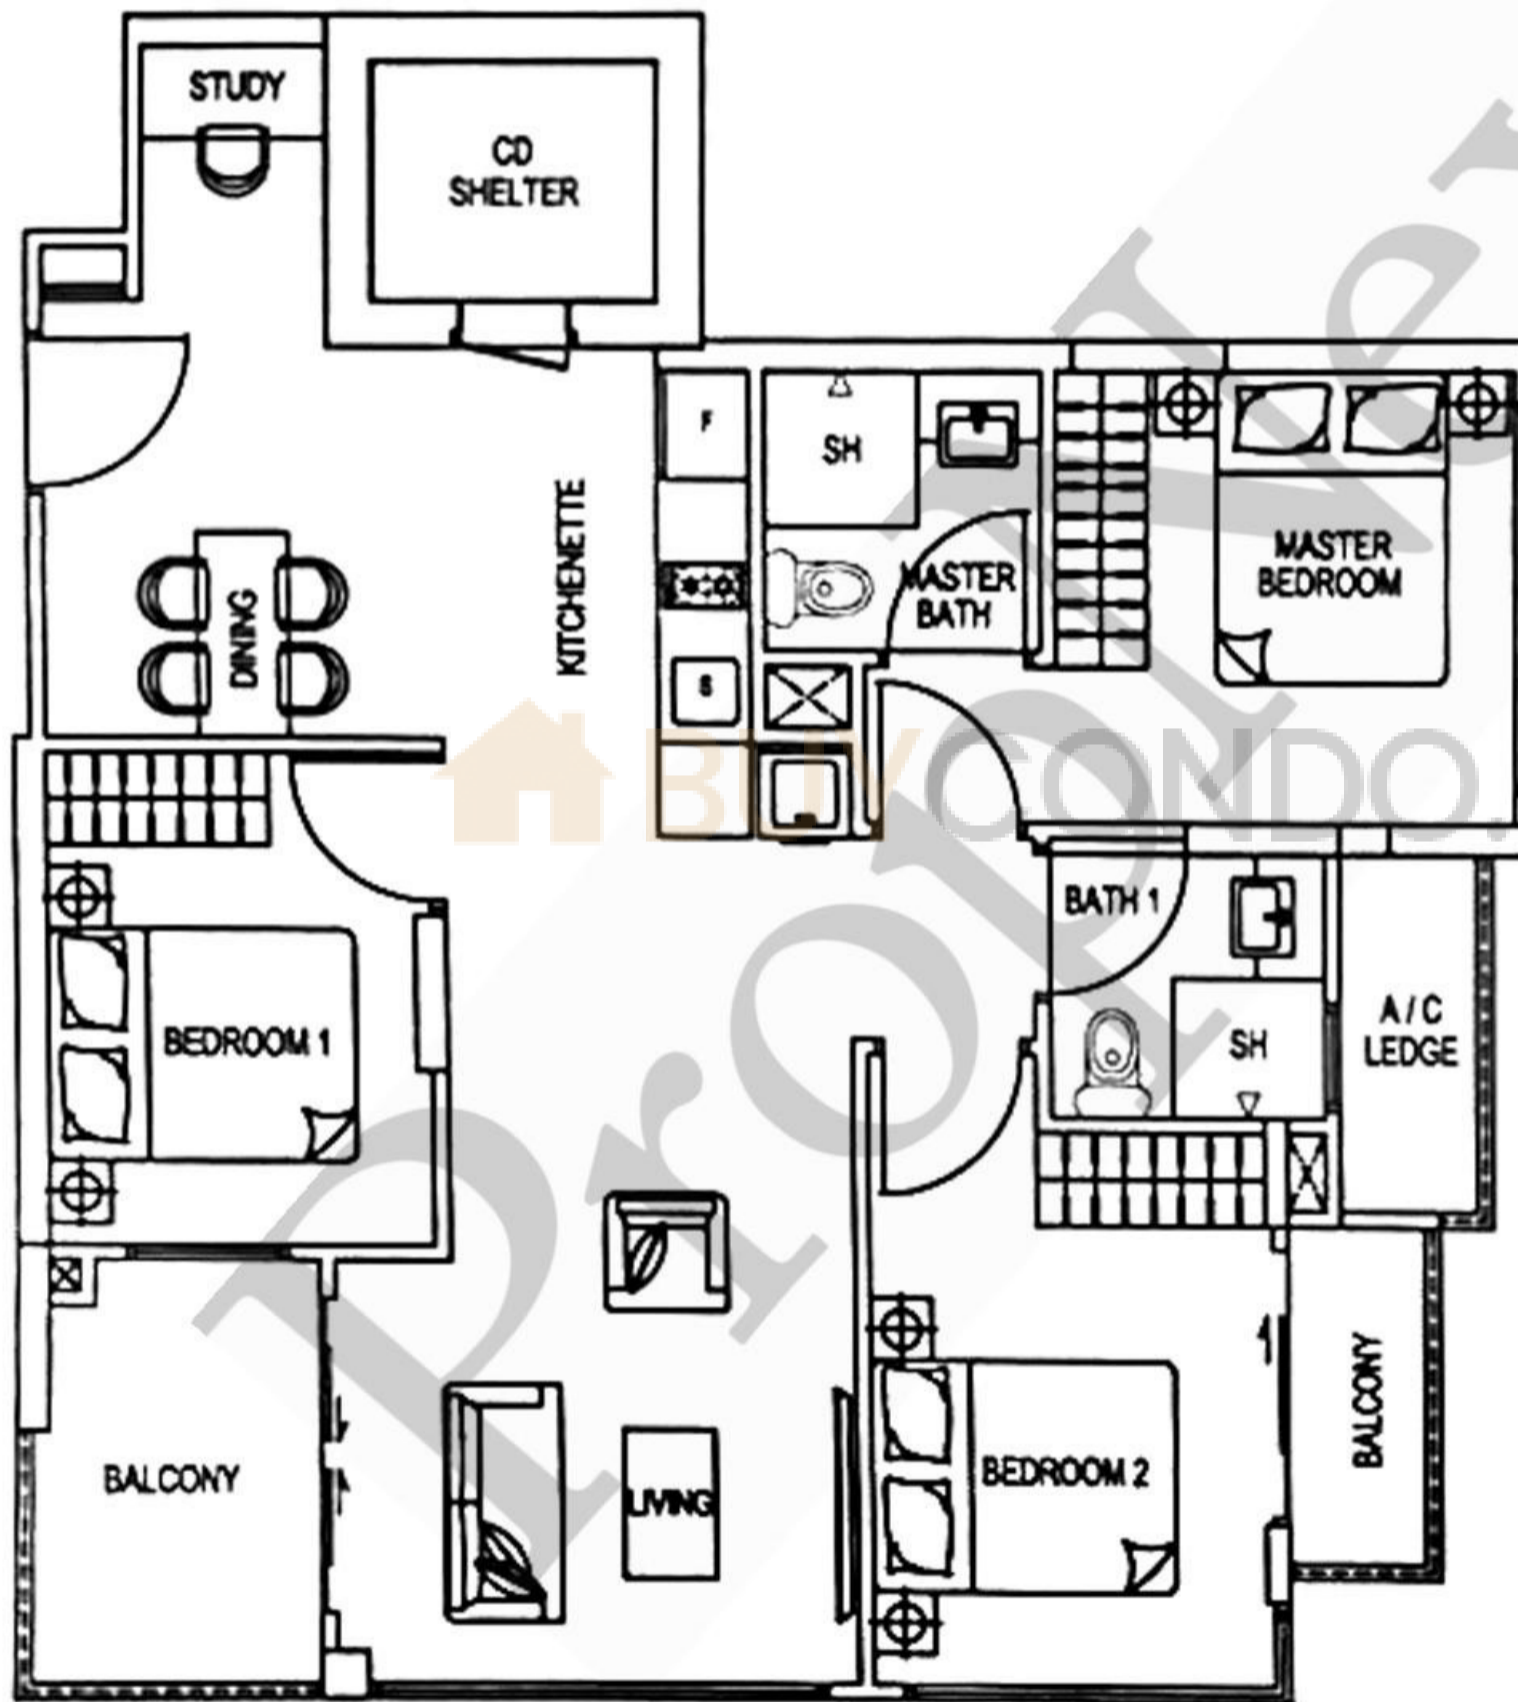 STUDY
CD
SHELTER
F
SH
KITCHENETTE
MASTER
BEDROOM
MASTER
BATH
DINING
S
BUYCONDO.
BATH 1
BEDROOM 1
SH
A / C
LEDGE
BALCONY
BALCONY
LIVING
BEDROOM 2